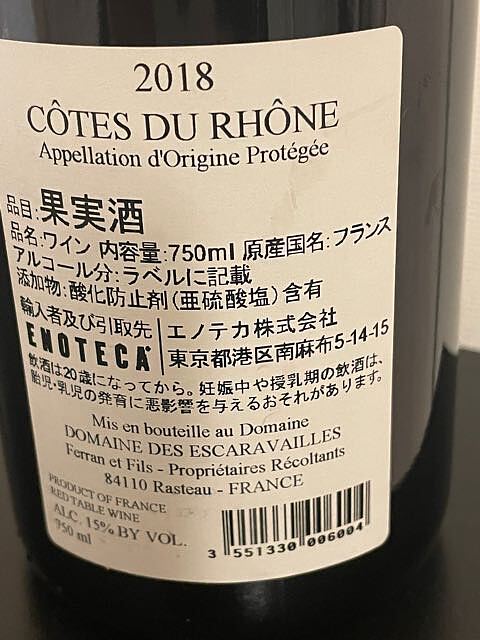 2018
CÔTES DU RHÔNE
Appellation d'Origine Protégée
品目:果実酒
品名:ワイン 内容量:750ml 原産国名:フランス
アルコール分:ラベルに記載
添加物:酸化防止剤(亜硫酸塩)含有
輸入者及び引取先 エノテカ株式会社
ENOTECA 東京都港区南麻布5-14-15
飲酒は20歳になってから。妊娠中や授乳期の飲酒は、
胎児・乳児の発育に悪影響を与えるおそれがあります。
Mis en bouteille au Domaine
DOMAINE DES ESCARAVAILLES
Ferran et Fils - Propriétaires Récoltants
84110 Rasteau - FRANCE
PRODUCT OF FRANCE
RED TABLE WINE
ALC. 15% BY VOL.
750 ml
3 551330 006004